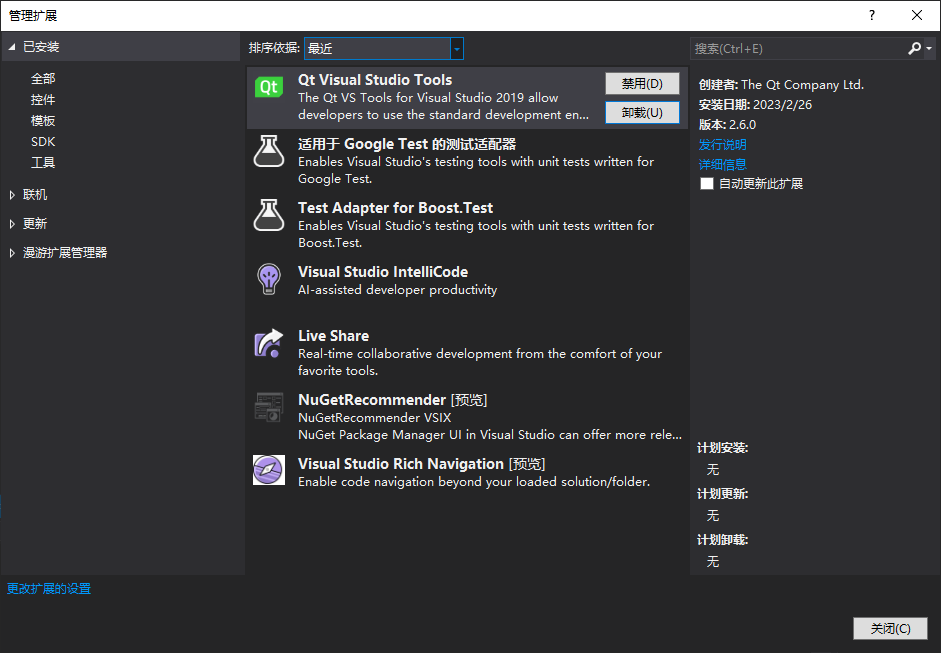 管理扩展
?
已安装
全部
控件
模板
SDK
工具
联机
更新
漫游扩展管理器
更改扩展的设置
排序依据: 最近
Qt
Qt Visual Studio Tools
The Qt VS Tools for Visual Studio 2019 allow
developers to use the standard development en...
禁用(D)
卸载(U)
适用于 Google Test 的测试适配器
Enables Visual Studio's testing tools with unit tests written for
Google Test.
Test Adapter for Boost.Test
Enables Visual Studio's testing tools with unit tests written for
Boost.Test.
Visual Studio IntelliCode
AI-assisted developer productivity
Live Share
Real-time collaborative development from the comfort of your
favorite tools.
NuGetRecommender [预览]
NuGetRecommender VSIX
NuGet Package Manager UI in Visual Studio can offer more rele...
Visual Studio Rich Navigation [预览]
Enable code navigation beyond your loaded solution/folder.
搜索(Ctrl+E)
创建者: The Qt Company Ltd.
安装日期: 2023/2/26
版本: 2.6.0
发行说明
详细信息
自动更新此扩展
计划安装:
无
计划更新:
无
计划卸载:
无
关闭(C)